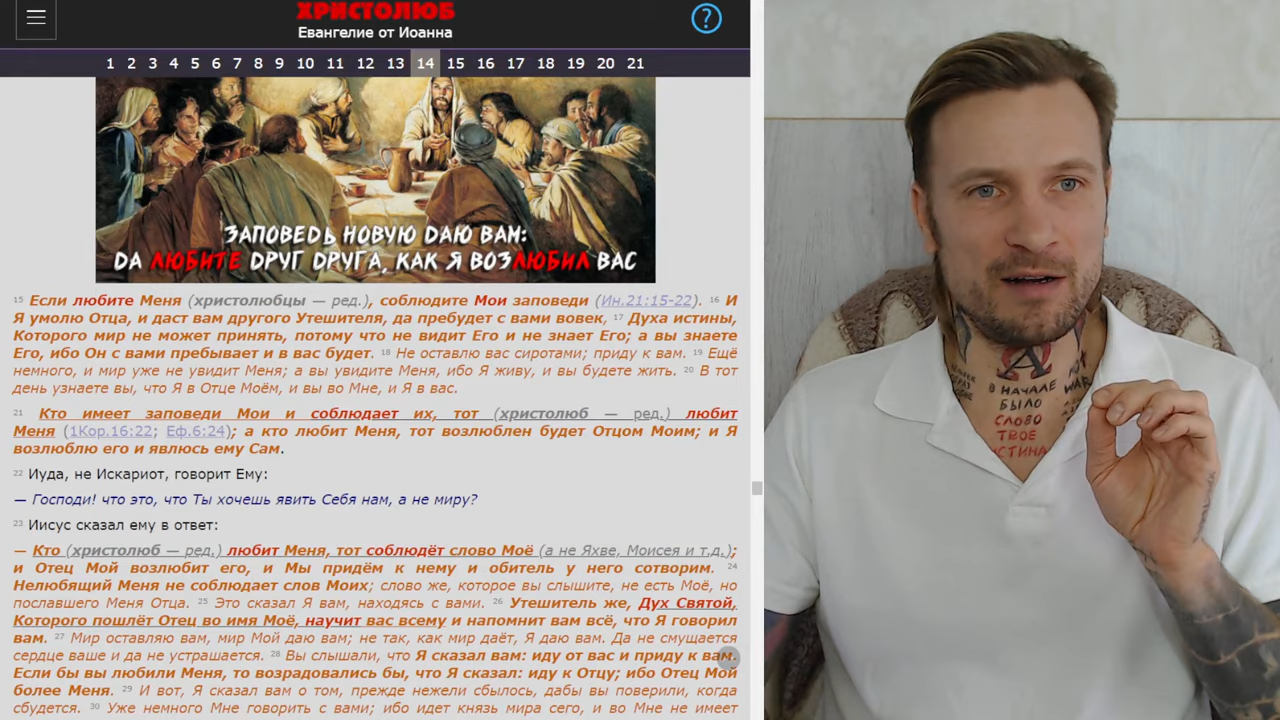 ХРИСТОЛЮБ
Евангелие от Иоанна
?
1 2 3 4 5 6 7 8 9 10 11 12 13 14 15 16 17 18 19 20 21
ЗАПОВЕДЬ НОВУЮ ДАЮ ВАМ:
ДА ЛЮБИТЕ ДРУГ ДРУГА, КАК Я ВОЗЛЮБИЛ ВАС
15 Если любите Меня (христолюбцы — ред.), соблюдите Мои заповеди (Ин.21:15-22). 16 И
Я умолю Отца, и даст вам другого Утешителя, да пребудет с вами вовек, 17 Духа истины,
Которого мир не может принять, потому что не видит Его и не знает Его; а вы знаете
Его, ибо Он с вами пребывает и в вас будет. 18 Не оставлю вас сиротами; приду к вам. 19 Ещё
немного, и мир уже не увидит Меня; а вы увидите Меня, ибо Я живу, и вы будете жить. 20 В тот
день узнаете вы, что Я в Отце Моём, и вы во Мне, и Я в вас.
21 Кто имеет заповеди Мои и соблюдает их, тот (христолюб — ред.) любит
Меня (1Кор.16:22; Еф.6:24); а кто любит Меня, тот возлюблен будет Отцом Моим; и Я
возлюблю его и явлюсь ему Сам.
22 Иуда, не Искариот, говорит Ему:
— Господи! что это, что Ты хочешь явить Себя нам, а не миру?
23 Иисус сказал ему в ответ:
— Кто (христолюб — ред.) любит Меня, тот соблюдёт слово Моё (а не Яхве, Моисея и т.д.);
и Отец Мой возлюбит его, и Мы придём к нему и обитель у него сотворим. 24
Нелюбящий Меня не соблюдает слов Моих; слово же, которое вы слышите, не есть Моё, но
пославшего Меня Отца. 25 Это сказал Я вам, находясь с вами. 26 Утешитель же, Дух Святой,
Которого пошлёт Отец во имя Моё, научит вас всему и напомнит вам всё, что Я говорил
вам. 27 Мир оставляю вам, мир Мой даю вам; не так, как мир даёт, Я даю вам. Да не смущается
сердце ваше и да не устрашается. 28 Вы слышали, что Я сказал вам: иду от вас и приду к вам.
Если бы вы любили Меня, то возрадовались бы, что Я сказал: иду к Отцу; ибо Отец Мой
более Меня. 29 И вот, Я сказал вам о том, прежде нежели сбылось, дабы вы поверили, когда
сбудется. 30 Уже немного Мне говорить с вами; ибо идет князь мира сего, и во Мне не имеет
В НАЧАЛЕ
БЫЛО
СЛОВО
ТВОЕ
ИСТИНА